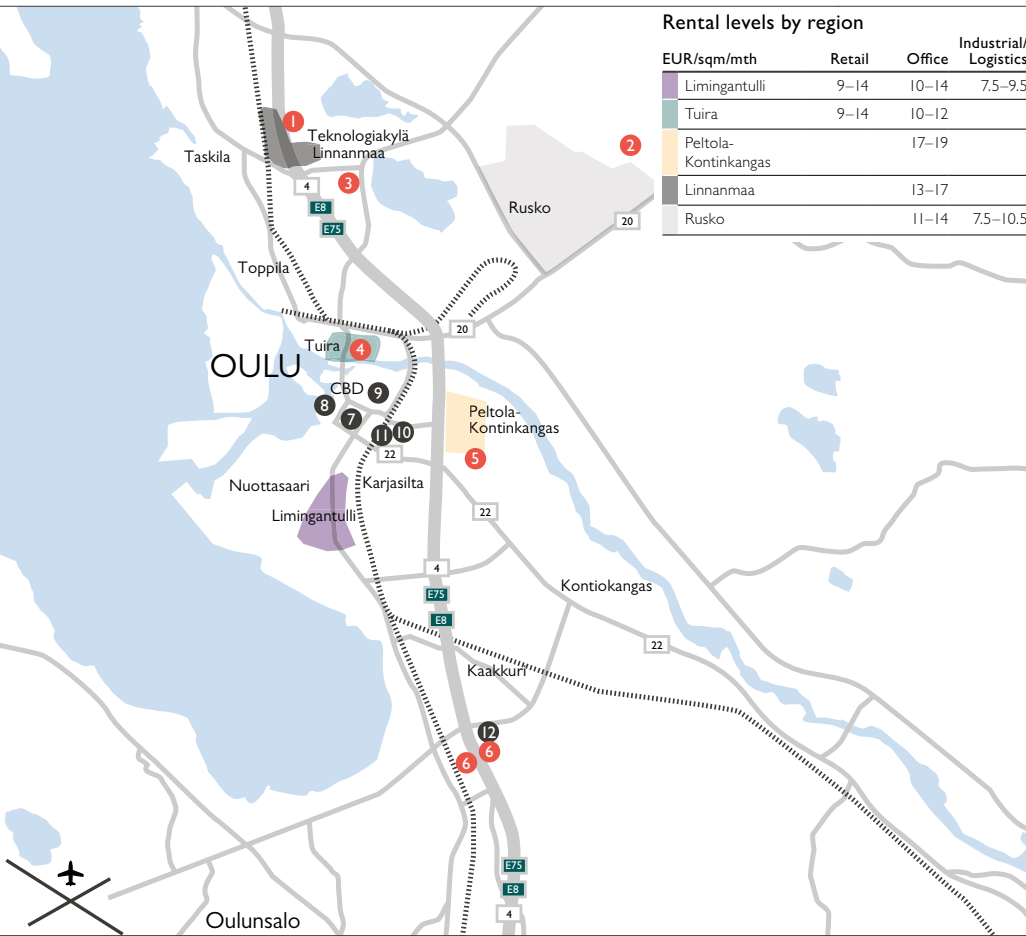 Rental levels by region
Industrial/
EUR/sqm/mth Retail Office Logistics
Limingantulli 9–14 10–14 7.5–9.5
Tuira 9–14 10–12
Peltola- 17–19
Kontinkangas
Linnanmaa 13–17
Rusko 11–14 7.5–10.5
1
Teknologiakylä
Linnanmaa
Taskila
2
3
4
E8
E75
Rusko
20
Toppila
20
Tuira
4
OULU
CBD
9
8
7
11
10
22
Peltola-
Kontinkangas
5
Nuottasaari
Karjasilta
Limingantulli
22
4
E75
E8
Kontiokangas
22
Kaakkuri
12
6
6
E75
E8
4
Oulunsalo